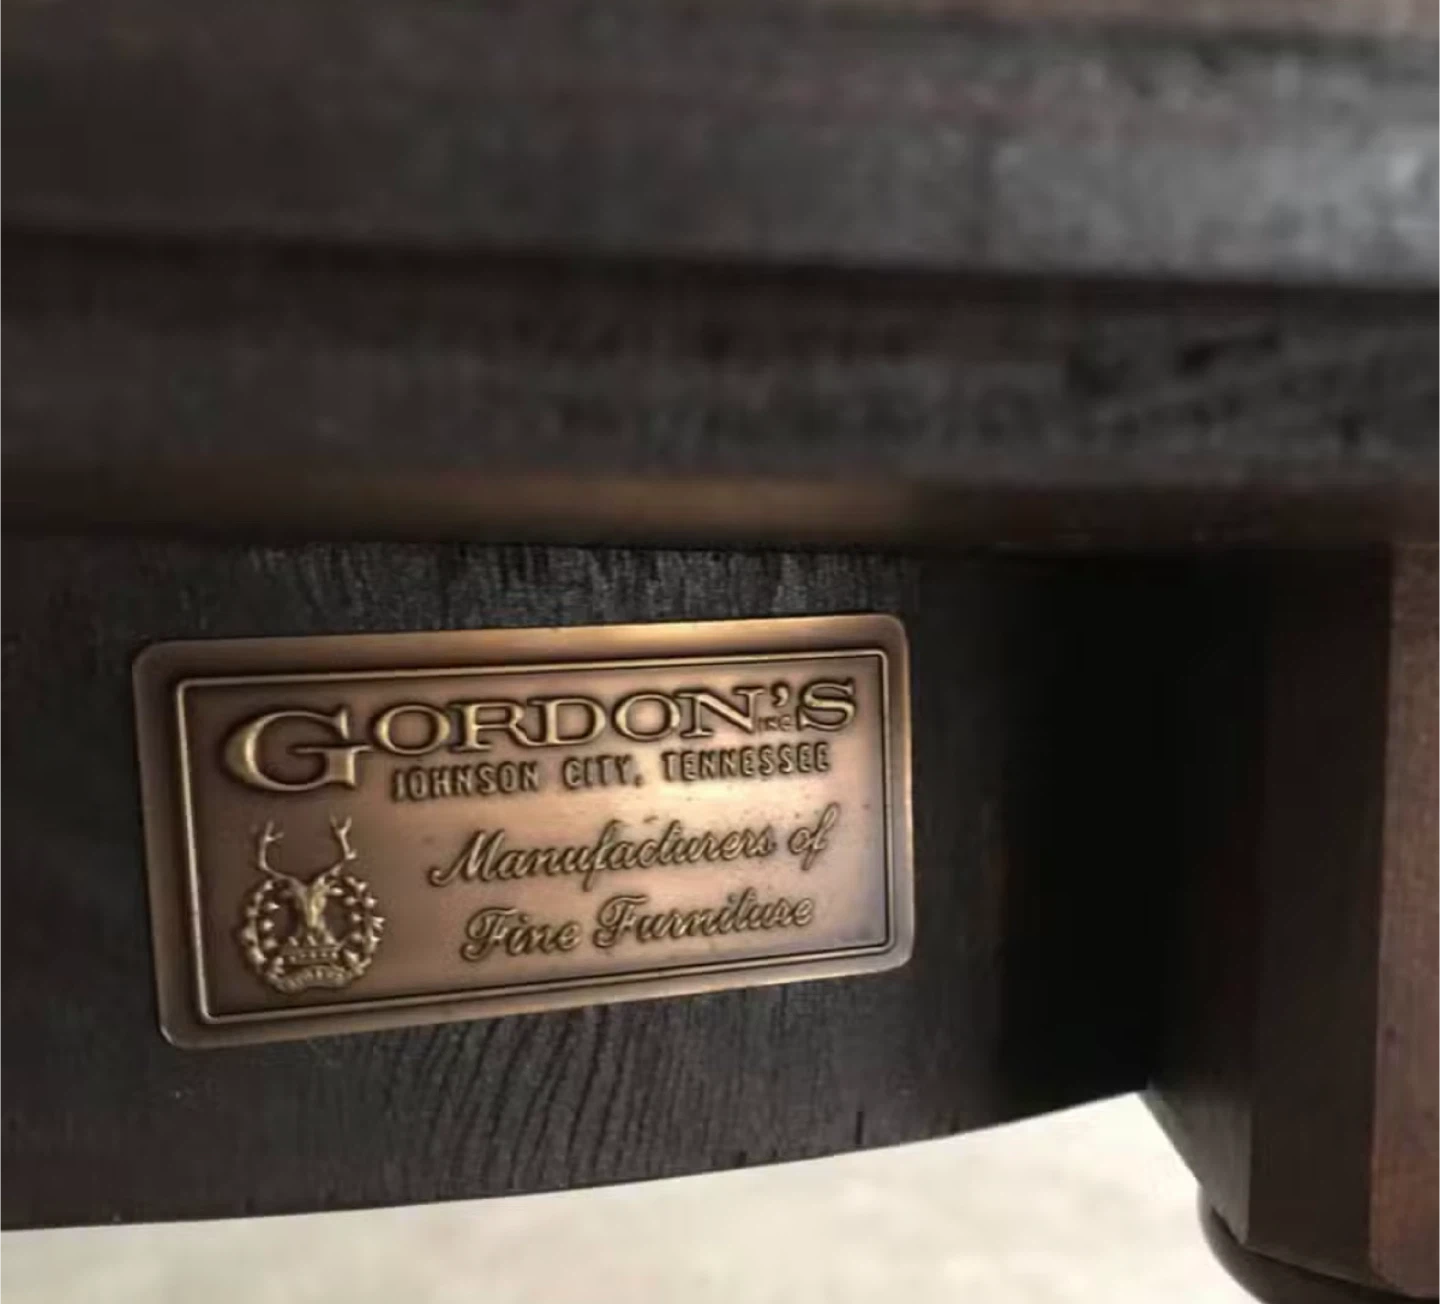 GORDON'S INC
JOHNSON CITY, TENNESSEE
Manufacturers of
Fine Furniture